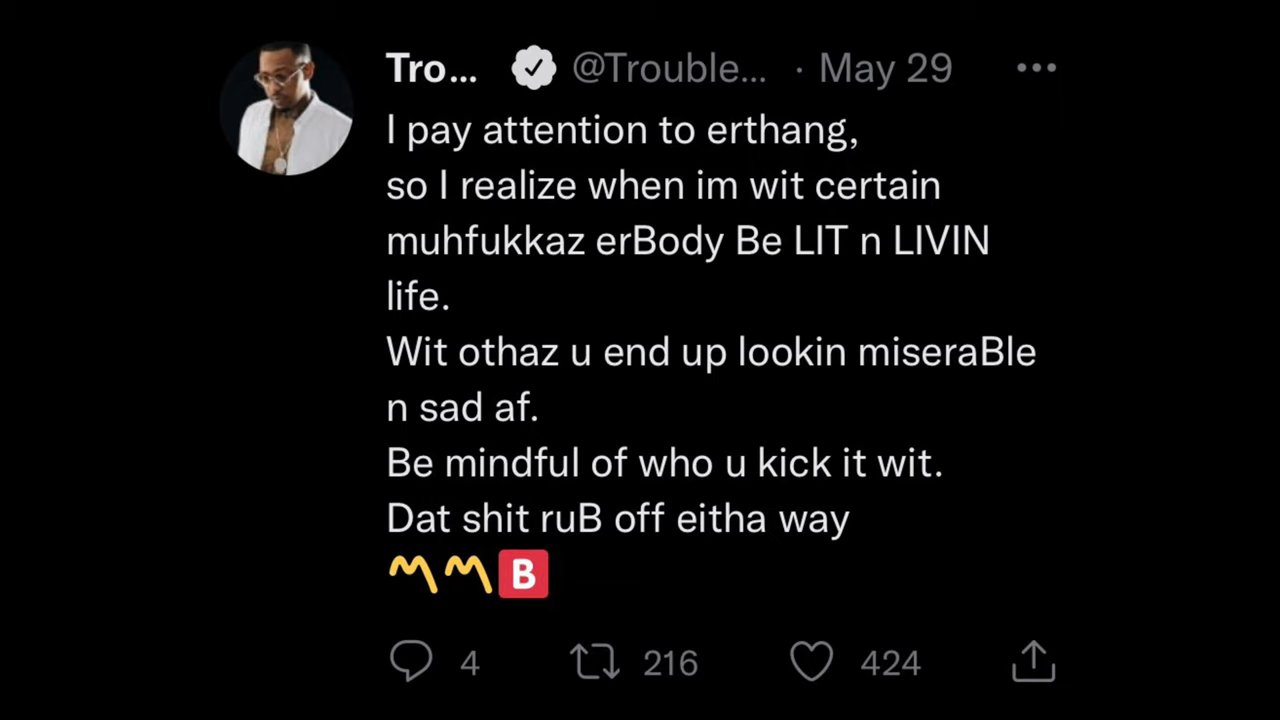 Tro... @Trouble... · May 29
I pay attention to erthang,
so I realize when im wit certain
muhfukkaz erBody Be LIT n LIVIN
life.
Wit othaz u end up lookin miseraBle
n sad af.
Be mindful of who u kick it wit.
Dat shit ruB off eitha way
〽️〽️🅱️
4 216 424